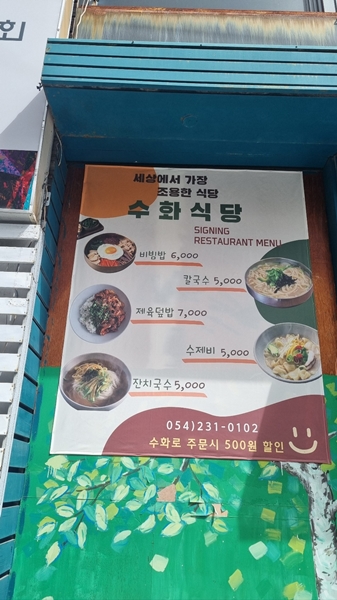 회
세상에서 가장
조용한 식당
수화식당
SIGNING
RESTAURANT MENU
비빔밥 6,000
칼국수 5,000
제육덮밥 7,000
수제비 5,000
잔치국수 5,000
054)231-0102
수화로 주문시 500원 할인